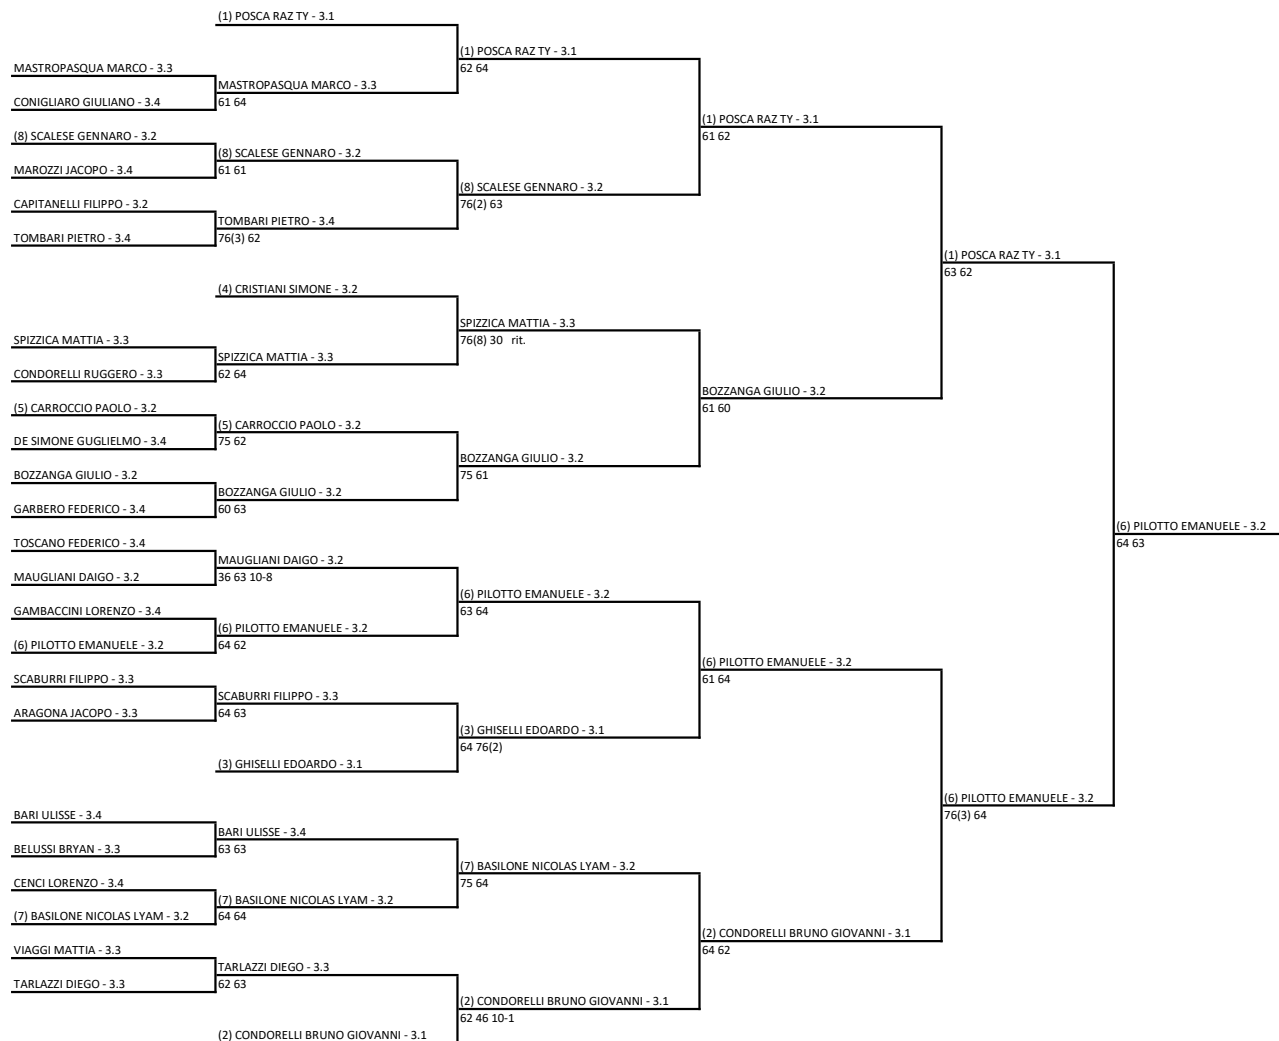 (1) POSCA RAZ TY - 3.1
(1) POSCA RAZ TY - 3.1
62 64
MASTROPASQUA MARCO - 3.3
MASTROPASQUA MARCO - 3.3
61 64
CONIGLIARO GIULIANO - 3.4
(1) POSCA RAZ TY - 3.1
61 62
(8) SCALESE GENNARO - 3.2
(8) SCALESE GENNARO - 3.2
61 61
MAROZZI JACOPO - 3.4
(8) SCALESE GENNARO - 3.2
76(2) 63
CAPITANELLI FILIPPO - 3.2
TOMBARI PIETRO - 3.4
76(3) 62
TOMBARI PIETRO - 3.4
(1) POSCA RAZ TY - 3.1
63 62
(4) CRISTIANI SIMONE - 3.2
SPIZZICA MATTIA - 3.3
76(8) 30 rit.
SPIZZICA MATTIA - 3.3
SPIZZICA MATTIA - 3.3
62 64
CONDORELLI RUGGERO - 3.3
BOZZANGA GIULIO - 3.2
61 60
(5) CARROCCIO PAOLO - 3.2
(5) CARROCCIO PAOLO - 3.2
75 62
DE SIMONE GUGLIELMO - 3.4
BOZZANGA GIULIO - 3.2
75 61
BOZZANGA GIULIO - 3.2
BOZZANGA GIULIO - 3.2
60 63
GARBERO FEDERICO - 3.4
(6) PILOTTO EMANUELE - 3.2
64 63
TOSCANO FEDERICO - 3.4
MAUGLIANI DAIGO - 3.2
36 63 10-8
MAUGLIANI DAIGO - 3.2
(6) PILOTTO EMANUELE - 3.2
63 64
GAMBACCINI LORENZO - 3.4
(6) PILOTTO EMANUELE - 3.2
64 62
(6) PILOTTO EMANUELE - 3.2
(6) PILOTTO EMANUELE - 3.2
61 64
SCABURRI FILIPPO - 3.3
SCABURRI FILIPPO - 3.3
64 63
ARAGONA JACOPO - 3.3
(3) GHISELLI EDOARDO - 3.1
64 76(2)
(3) GHISELLI EDOARDO - 3.1
(6) PILOTTO EMANUELE - 3.2
76(3) 64
BARI ULISSE - 3.4
BARI ULISSE - 3.4
63 63
BELUSSI BRYAN - 3.3
(7) BASILONE NICOLAS LYAM - 3.2
75 64
CENCI LORENZO - 3.4
(7) BASILONE NICOLAS LYAM - 3.2
64 64
(7) BASILONE NICOLAS LYAM - 3.2
(2) CONDORELLI BRUNO GIOVANNI - 3.1
64 62
VIAGGI MATTIA - 3.3
TARLAZZI DIEGO - 3.3
62 63
TARLAZZI DIEGO - 3.3
(2) CONDORELLI BRUNO GIOVANNI - 3.1
62 46 10-1
(2) CONDORELLI BRUNO GIOVANNI - 3.1